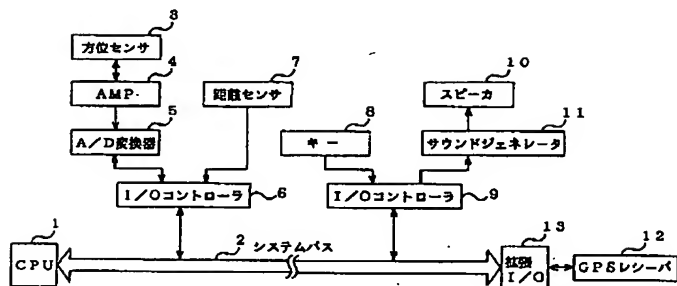 3
方位センサ
4
AMP.
7
距離センサ
10
スピーカ
5
A/D変換器
8
キー
11
サウンドジェネレータ
I/Oコントローラ
6
I/Oコントローラ
9
1
CPU
2 システムバス
13
拡張
I/O
12
GPSレシーバ